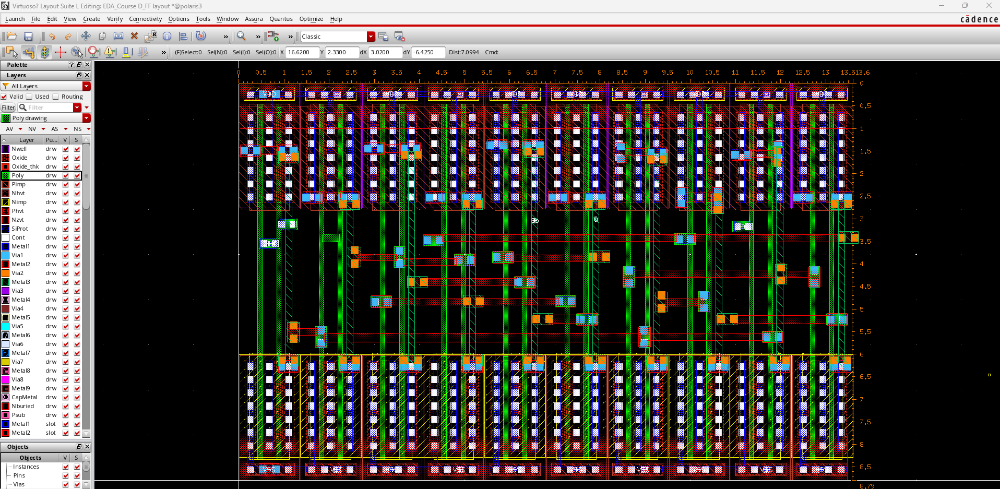 Virtuoso? Layout Suite L Editing: EDA_Course D_FF layout *@polaris3
Launch File Edit View Create Verify Connectivity Options Tools Window Assura Quantus Optimize Help
cādence
» » » Classic
» (F)Select:0 Sel(N):0 Sel(I):0 Sel(O):0 X 16.6200 Y 2.3300 dX 3.0200 dY -6.4250 Dist:7.0994 Cmd:
Palette
Layers
All Layers
Valid Used Routing
Filter Filter
Poly drawing
AV NV AS NS
Layer Pu... V S
Nwell drw
Oxide drw
Oxide_thk drw
Poly drw
Pimp drw
Nhvt drw
Nimp drw
Phvt drw
Nzvt drw
SiProt drw
Cont drw
Metal1 drw
Via1 drw
Metal2 drw
Via2 drw
Metal3 drw
Via3 drw
Metal4 drw
Via4 drw
Metal5 drw
Via5 drw
Metal6 drw
Via6 drw
Metal7 drw
Via7 drw
Metal8 drw
Via8 drw
Metal9 drw
CapMetal drw
Nburied drw
Psub drw
Metal1 slot
Metal2 slot
Objects
Objects V S
Instances
Pins
Vias
0 0.5 1 1.5 2 2.5 3 3.5 4 4.5 5 5.5 6 6.5 7 7.5 8 8.5 9 9.5 10 10.5 11 11.5 12 12.5 13 13.513.6
0
0.5
1
1.5
2
2.5
3
3.5
4
4.5
5
5.5
6
6.5
7
7.5
8
8.5
8.79
VDD
VSS